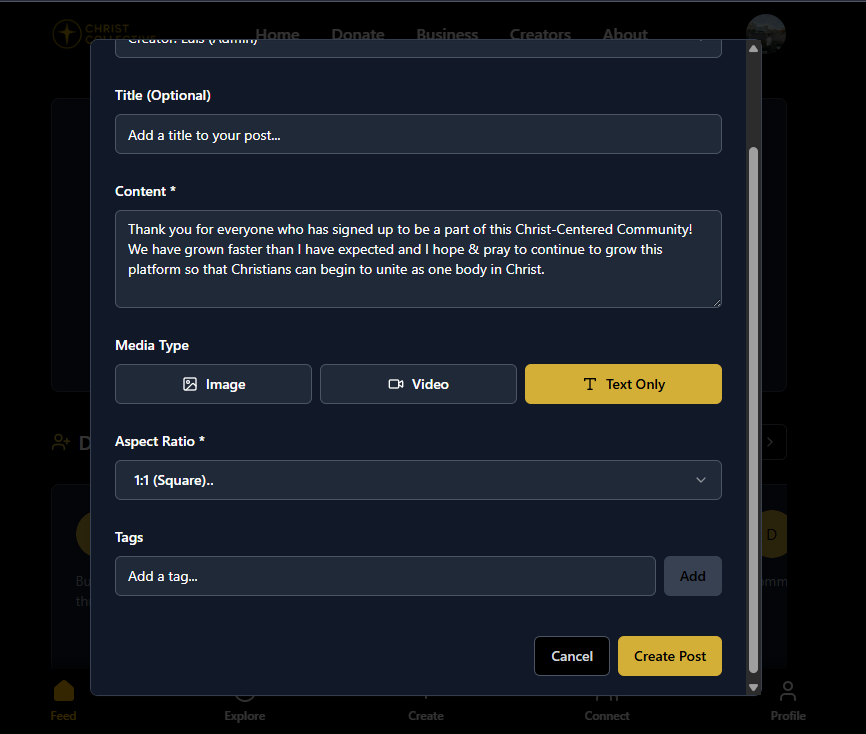 CHRIST
COLLECTIVE
Home
Donate
Business
Creators
About
Creator: Luis (Admin)
Title (Optional)
Add a title to your post...
Content *
Thank you for everyone who has signed up to be a part of this Christ-Centered Community!
We have grown faster than I have expected and I hope & pray to continue to grow this
platform so that Christians can begin to unite as one body in Christ.
Media Type
Image
Video
Text Only
Aspect Ratio *
1:1 (Square)..
D
D
Tags
Add a tag...
Add
Cancel
Create Post
Feed
Explore
Create
Connect
Profile